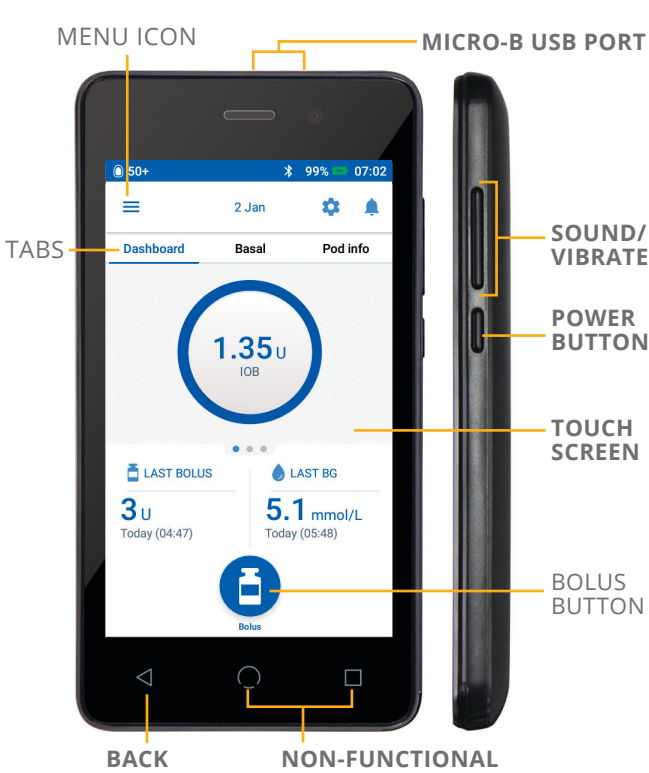 MENU ICON
MICRO-B USB PORT
50+
99%
07:02
2 Jan
TABS
Dashboard
Basal
Pod info
SOUND/
VIBRATE
1.35 U
IOB
POWER
BUTTON
TOUCH
SCREEN
LAST BOLUS
LAST BG
3 U
5.1 mmol/L
Today (04:47)
Today (05:48)
BOLUS
BUTTON
Bolus
BACK
NON-FUNCTIONAL